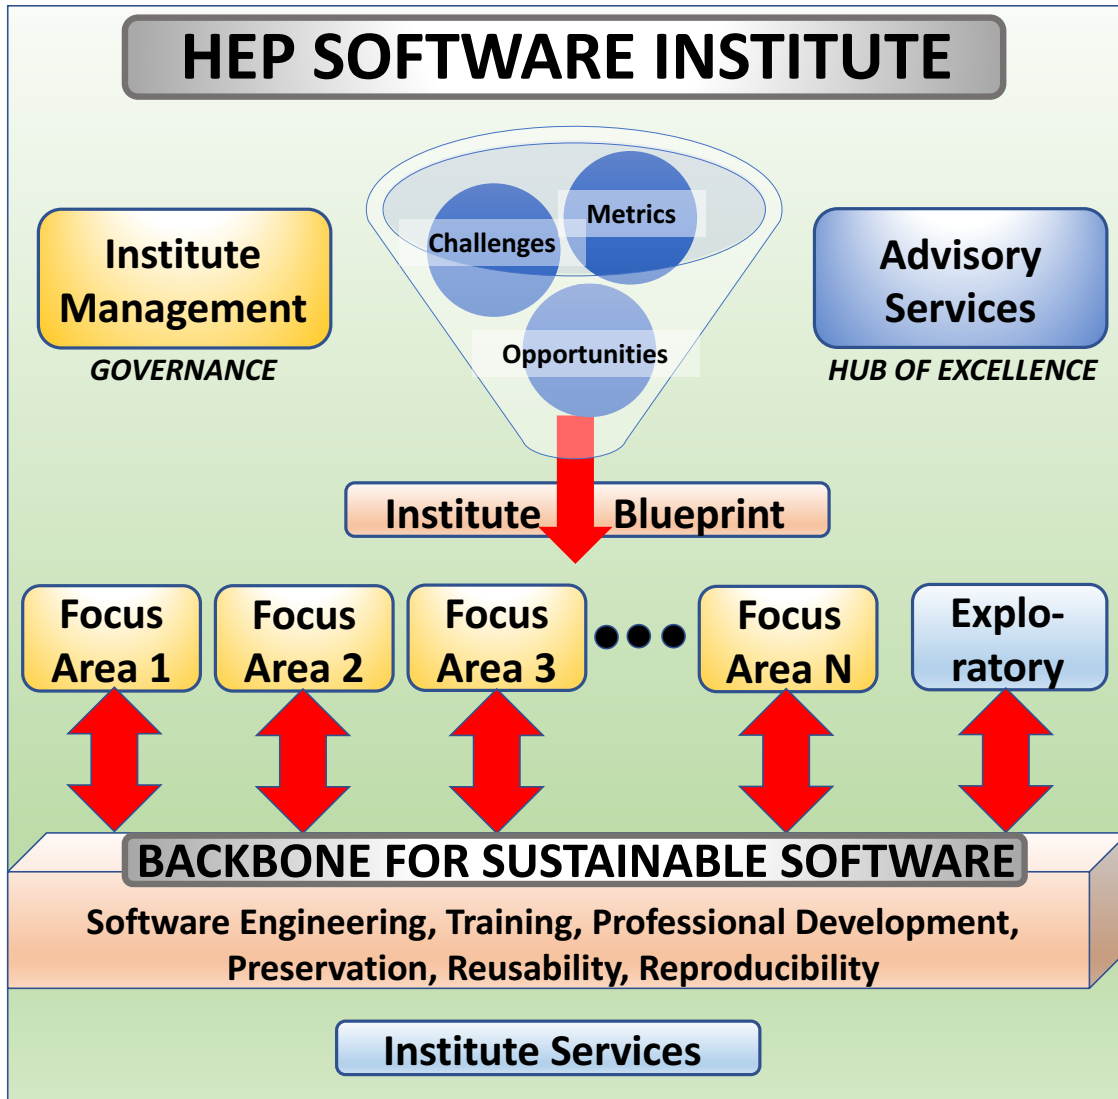 HEP SOFTWARE INSTITUTE
Metrics
Challenges
Opportunities
Institute
Management
GOVERNANCE
Advisory
Services
HUB OF EXCELLENCE
Institute Blueprint
Focus
Area 1
Focus
Area 2
Focus
Area 3
Focus
Area N
Explo-
ratory
BACKBONE FOR SUSTAINABLE SOFTWARE
Software Engineering, Training, Professional Development,
Preservation, Reusability, Reproducibility
Institute Services